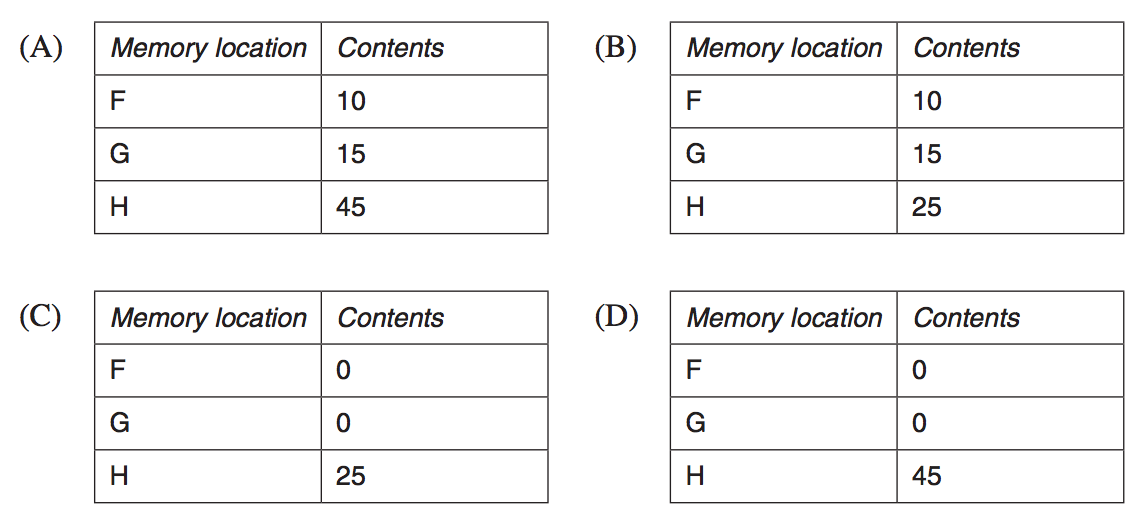 (A) Memory location Contents
F 10
G 15
H 45
(B) Memory location Contents
F 10
G 15
H 25
(C) Memory location Contents
F 0
G 0
H 25
(D) Memory location Contents
F 0
G 0
H 45